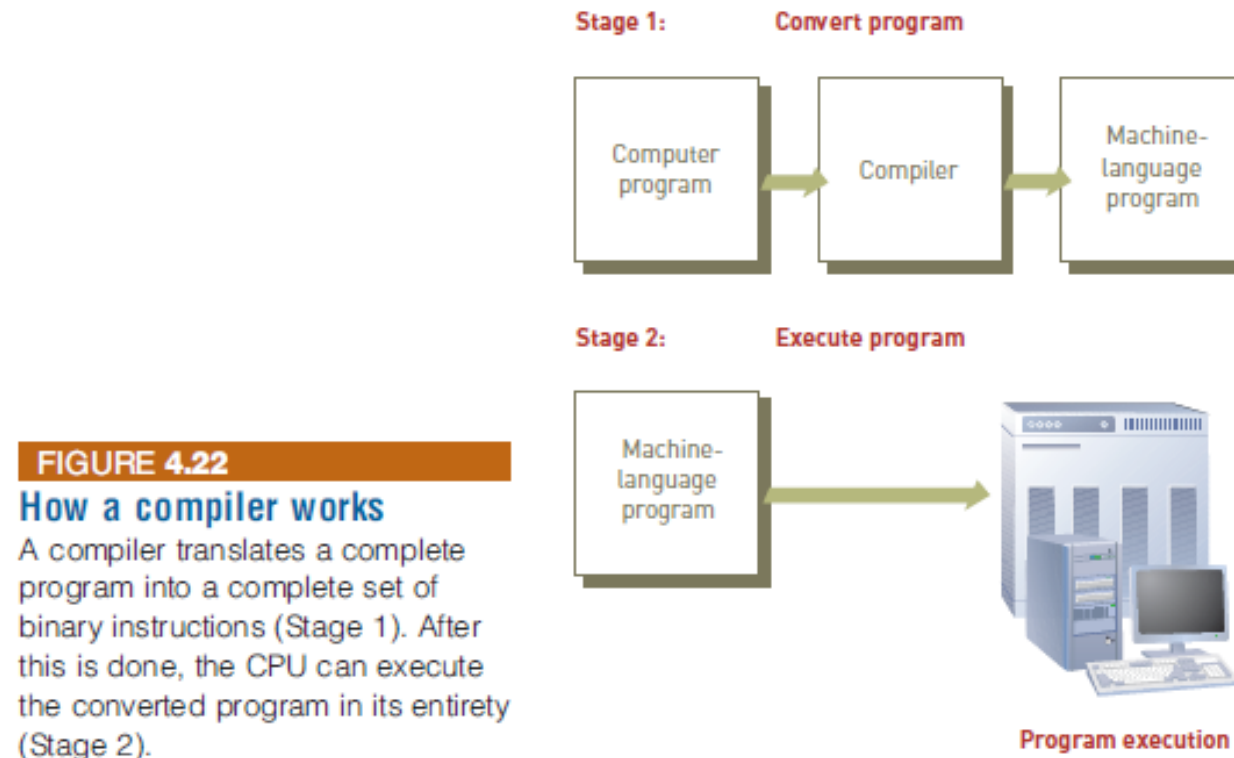 Stage 1: Convert program
Computer
program
Compiler
Machine-
language
program
Stage 2: Execute program
Machine-
language
program
Program execution
FIGURE 4.22
How a compiler works
A compiler translates a complete
program into a complete set of
binary instructions (Stage 1). After
this is done, the CPU can execute
the converted program in its entirety
(Stage 2).